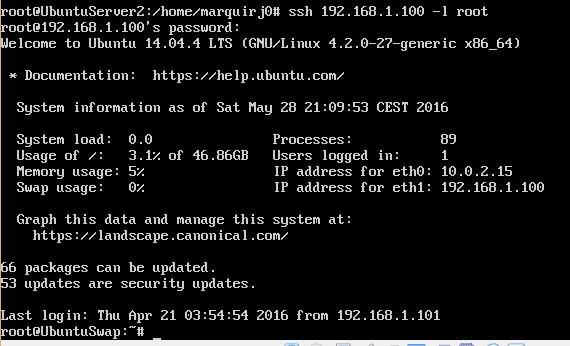 root@UbuntuServer2:/home/marquirj0# ssh 192.168.1.100 -l root
root@192.168.1.100's password:
Welcome to Ubuntu 14.04.4 LTS (GNU/Linux 4.2.0-27-generic x86_64)
* Documentation:  https://help.ubuntu.com/
System information as of Sat May 28 21:09:53 CEST 2016
System load:  0.0               Processes:           89
Usage of /:   3.1% of 46.86GB   Users logged in:     1
Memory usage: 5%                IP address for eth0: 10.0.2.15
Swap usage:   0%                IP address for eth1: 192.168.1.100
Graph this data and manage this system at:
https://landscape.canonical.com/
66 packages can be updated.
53 updates are security updates.
Last login: Thu Apr 21 03:54:54 2016 from 192.168.1.101
root@UbuntuSwap:~# _